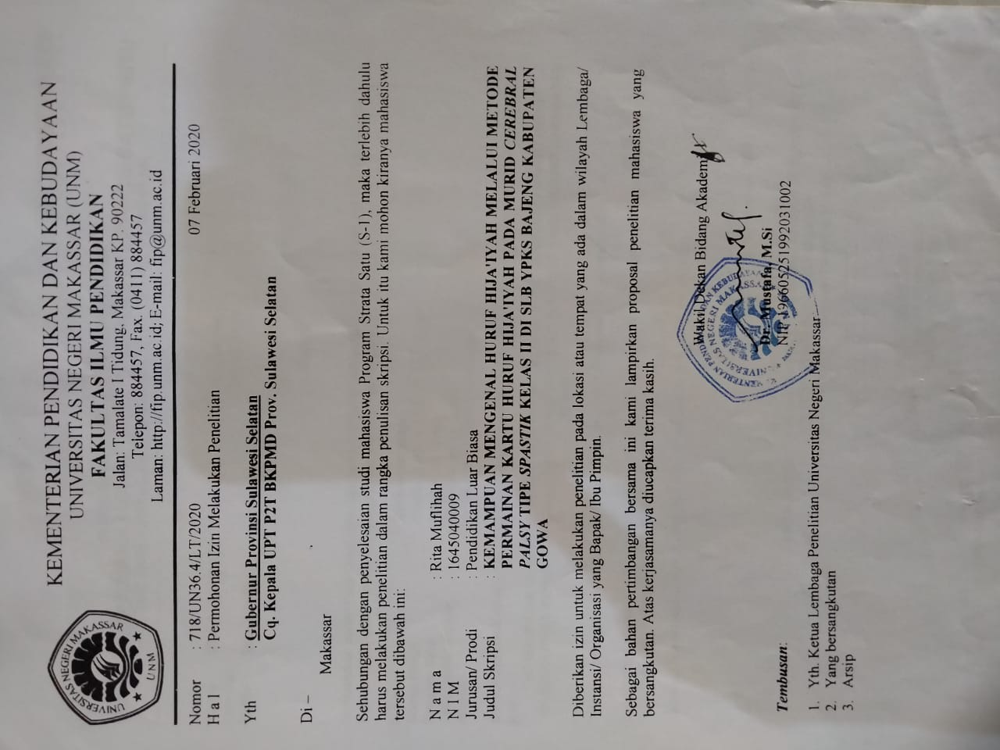 KEMENTERIAN PENDIDIKAN DAN KEBUDAYAAN
UNIVERSITAS NEGERI MAKASSAR (UNM)
FAKULTAS ILMU PENDIDIKAN
Jalan: Tamalate I Tidung, Makassar KP. 90222
Telepon: 884457, Fax. (0411) 884457
Laman: http://fip.unm.ac.id; E-mail: fip@unm.ac.id
UNIVERSITAS NEGERI MAKASSAR
UNM
Nomor : 718/UN36.4/LT/2020 07 Februari 2020
H a l : Permohonan Izin Melakukan Penelitian
Yth : Gubernur Provinsi Sulawesi Selatan
Cq. Kepala UPT P2T BKPMD Prov. Sulawesi Selatan
Di –
Makassar
Sehubungan dengan penyelesaian studi mahasiswa Program Strata Satu (S-1), maka terlebih dahulu
harus melakukan penelitian dalam rangka penulisan skripsi. Untuk itu kami mohon kiranya mahasiswa
tersebut dibawah ini:
N a m a : Rita Muflihah
N I M : 1645040009
Jurusan/ Prodi : Pendidikan Luar Biasa
Judul Skripsi : KEMAMPUAN MENGENAL HURUF HIJA'IYAH MELALUI METODE
PERMAINAN KARTU HURUF HIJA'IYAH PADA MURID CEREBRAL
PALSY TIPE SPASTIK KELAS II DI SLB YPKS BAJENG KABUPATEN
GOWA
Diberikan izin untuk melakukan penelitian pada lokasi atau tempat yang ada dalam wilayah Lembaga/
Instansi/ Organisasi yang Bapak/ Ibu Pimpin.
Sebagai bahan pertimbangan bersama ini kami lampirkan proposal penelitian mahasiswa yang
bersangkutan. Atas kerjasamanya diucapkan terima kasih.
Wakil Dekan Bidang Akademik
Dr. Mustafa, M.Si
NIP. 196605251992031002
Tembusan:
1. Yth. Ketua Lembaga Penelitian Universitas Negeri Makassar
2. Yang bersangkutan
3. Arsip